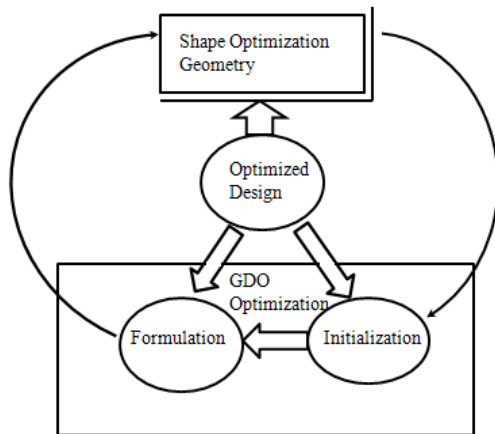 Shape Optimization
Geometry
Optimized
Design
GDO
Optimization
Formulation
Initialization